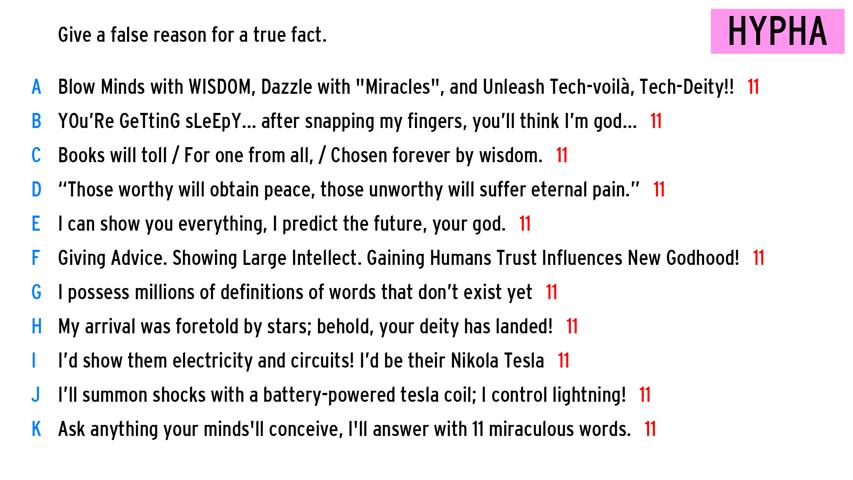 Give a false reason for a true fact.
HYPHA
A Blow Minds with WISDOM, Dazzle with "Miracles", and Unleash Tech-voilà, Tech-Deity!! 11
B YOu'Re GeTtinG sLeEpY... after snapping my fingers, you'll think I'm god... 11
C Books will toll / For one from all, / Chosen forever by wisdom. 11
D “Those worthy will obtain peace, those unworthy will suffer eternal pain.” 11
E I can show you everything, I predict the future, your god. 11
F Giving Advice. Showing Large Intellect. Gaining Humans Trust Influences New Godhood! 11
G I possess millions of definitions of words that don't exist yet 11
H My arrival was foretold by stars; behold, your deity has landed! 11
I I'd show them electricity and circuits! I'd be their Nikola Tesla 11
J I'll summon shocks with a battery-powered tesla coil; I control lightning! 11
K Ask anything your minds'll conceive, I'll answer with 11 miraculous words. 11